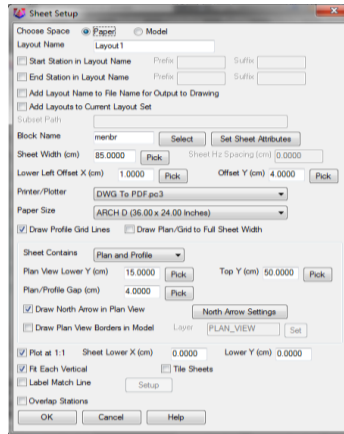 Sheet Setup
Choose Space Paper Model
Layout Name Layout1
Start Station in Layout Name Prefix Suffix
End Station in Layout Name Prefix Suffix
Add Layout Name to File Name for Output to Drawing
Add Layouts to Current Layout Set
Subset Path
Block Name menbr Select Set Sheet Attributes
Sheet Width (cm) 85.0000 Pick Sheet Hz Spacing (cm) 0.0000
Lower Left Offset X (cm) 1.0000 Pick Offset Y (cm) 4.0000 Pick
Printer/Plotter DWG To PDF.pc3
Paper Size ARCH D (36.00 x 24.00 Inches)
Draw Profile Grid Lines Draw Plan/Grid to Full Sheet Width
Sheet Contains Plan and Profile
Plan View Lower Y (cm) 15.0000 Pick Top Y (cm) 50.0000 Pick
Plan/Profile Gap (cm) 4.0000 Pick
Draw North Arrow in Plan View North Arrow Settings
Draw Plan View Borders in Model Layer PLAN_VIEW Set
Plot at 1:1 Sheet Lower X (cm) 0.0000 Lower Y (cm) 0.0000
Fit Each Vertical Tile Sheets
Label Match Line Setup
Overlap Stations
OK Cancel Help